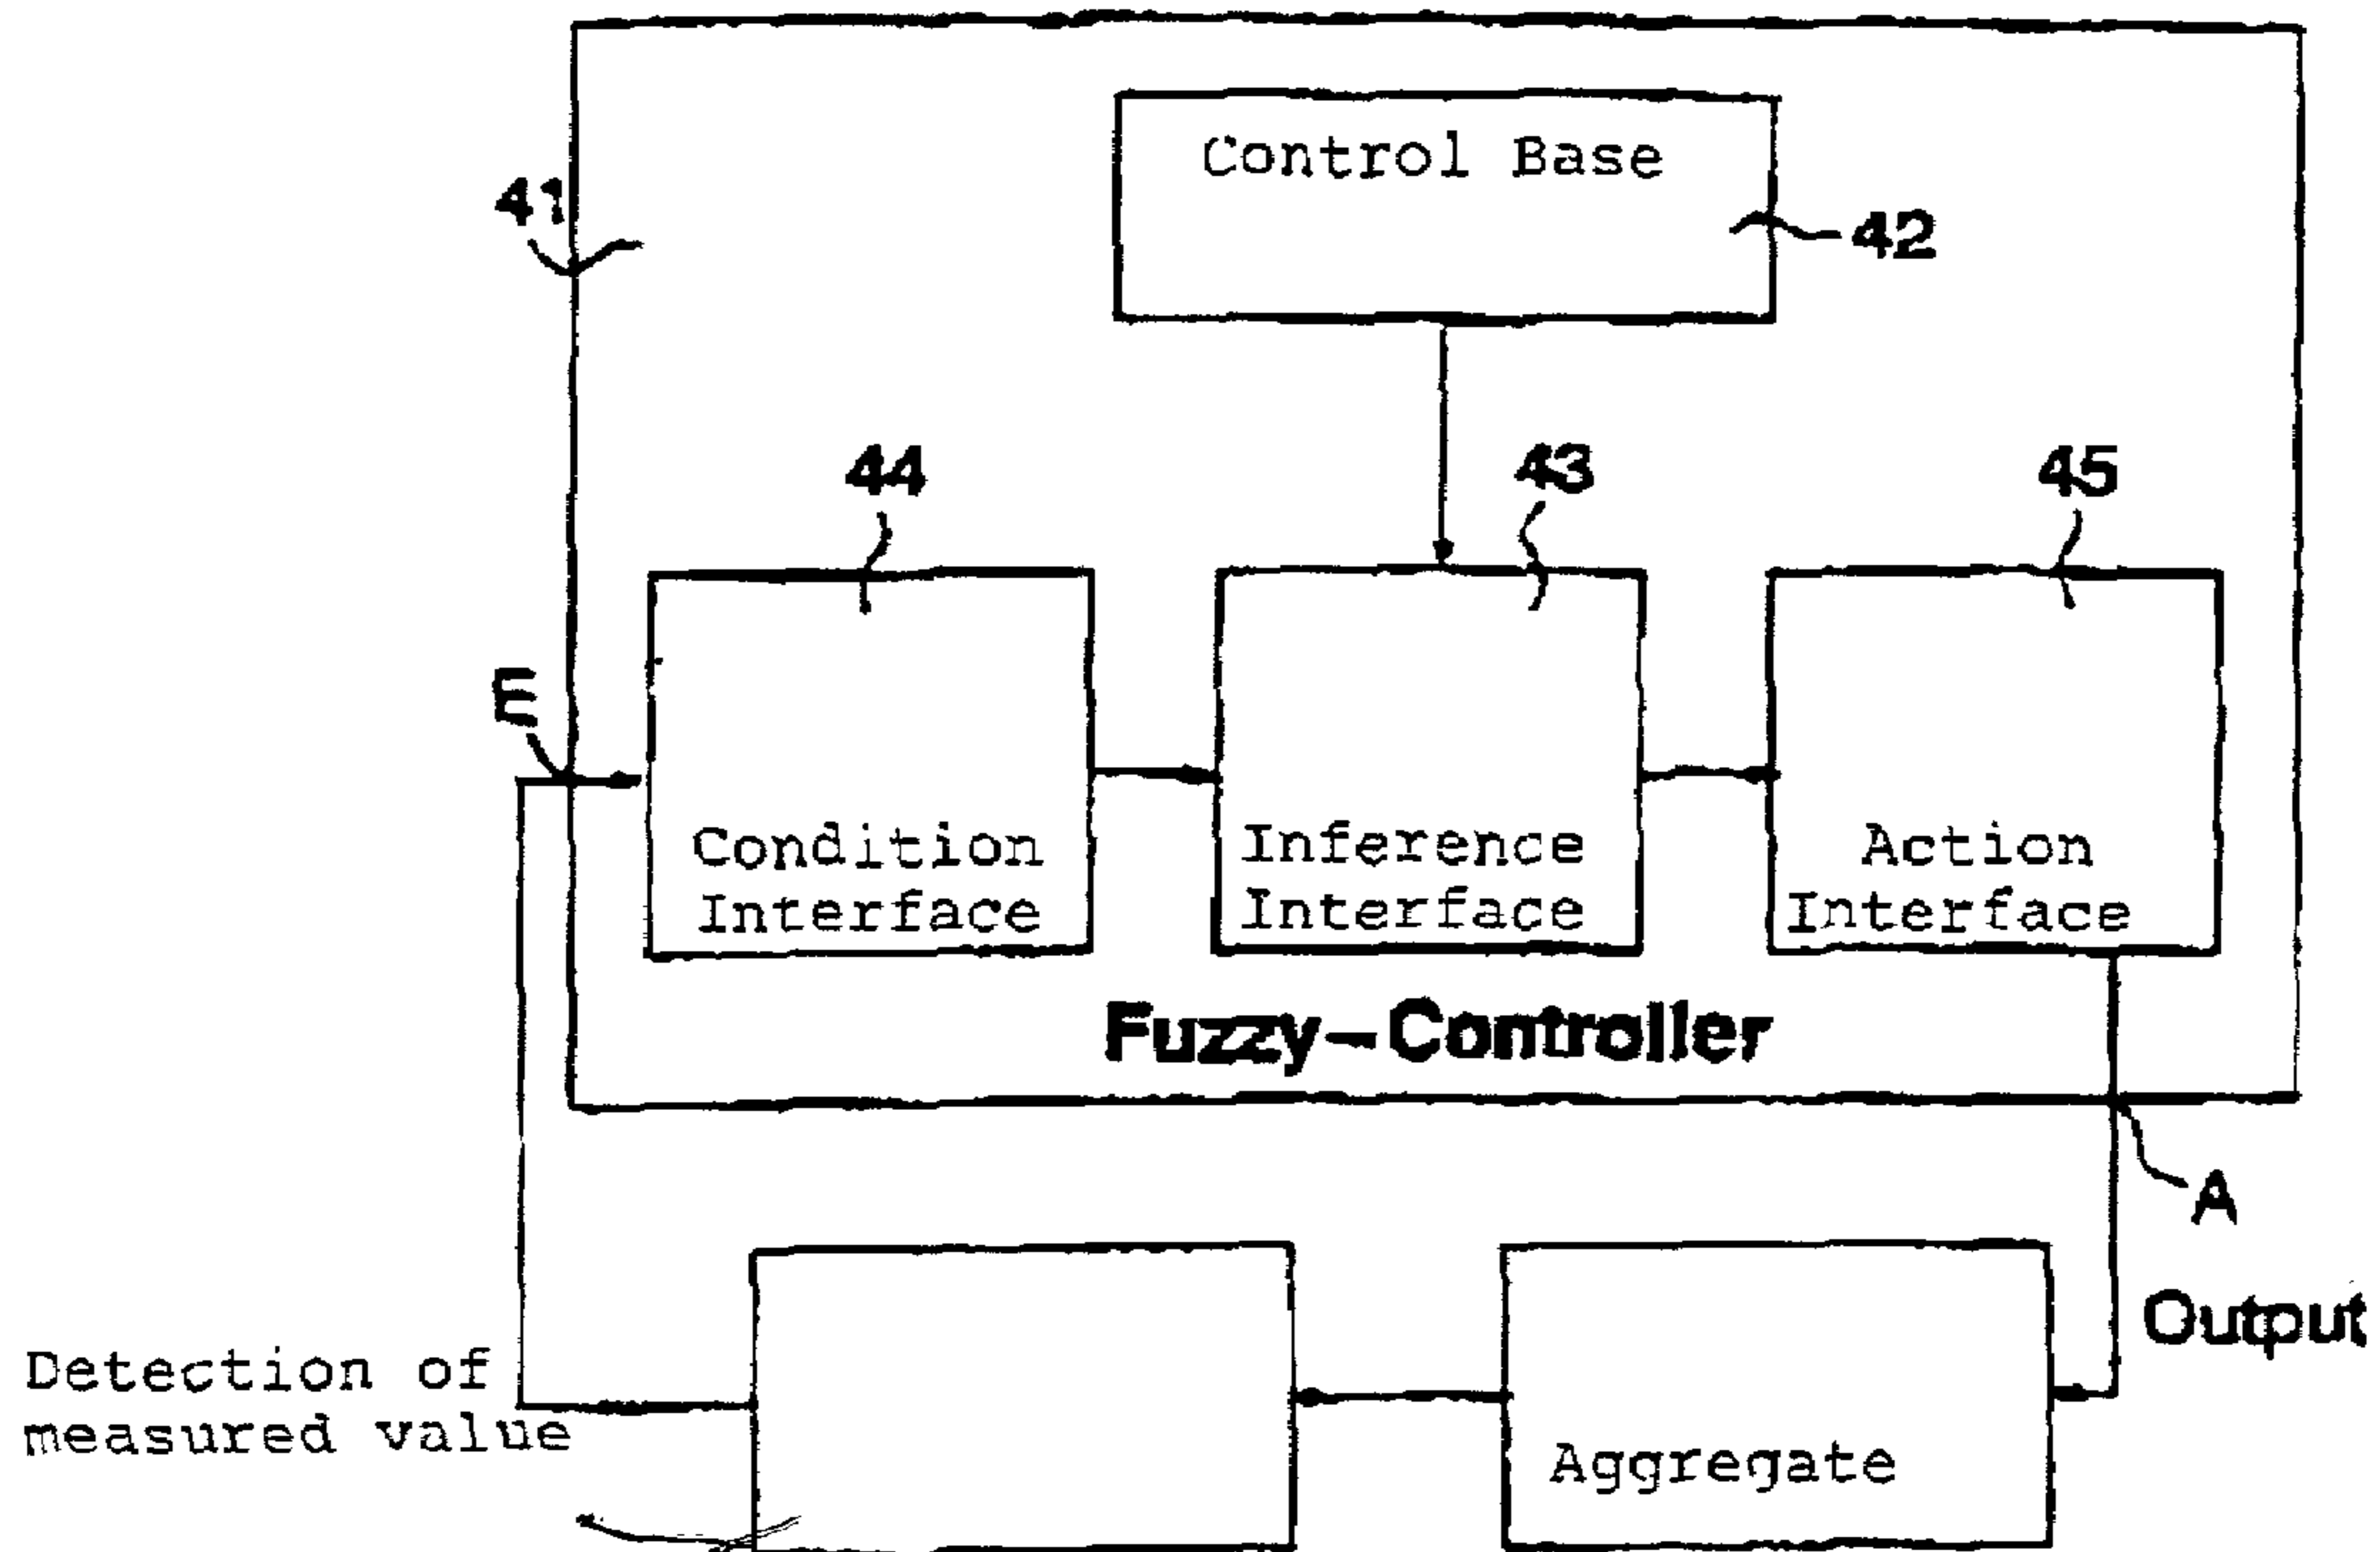 Control Base
41
42
44
43
45
E
Condition
Interface
Inference
Interface
Action
Interface
Fuzzy-Controller
A
Output
Detection of
measured value
Aggregate